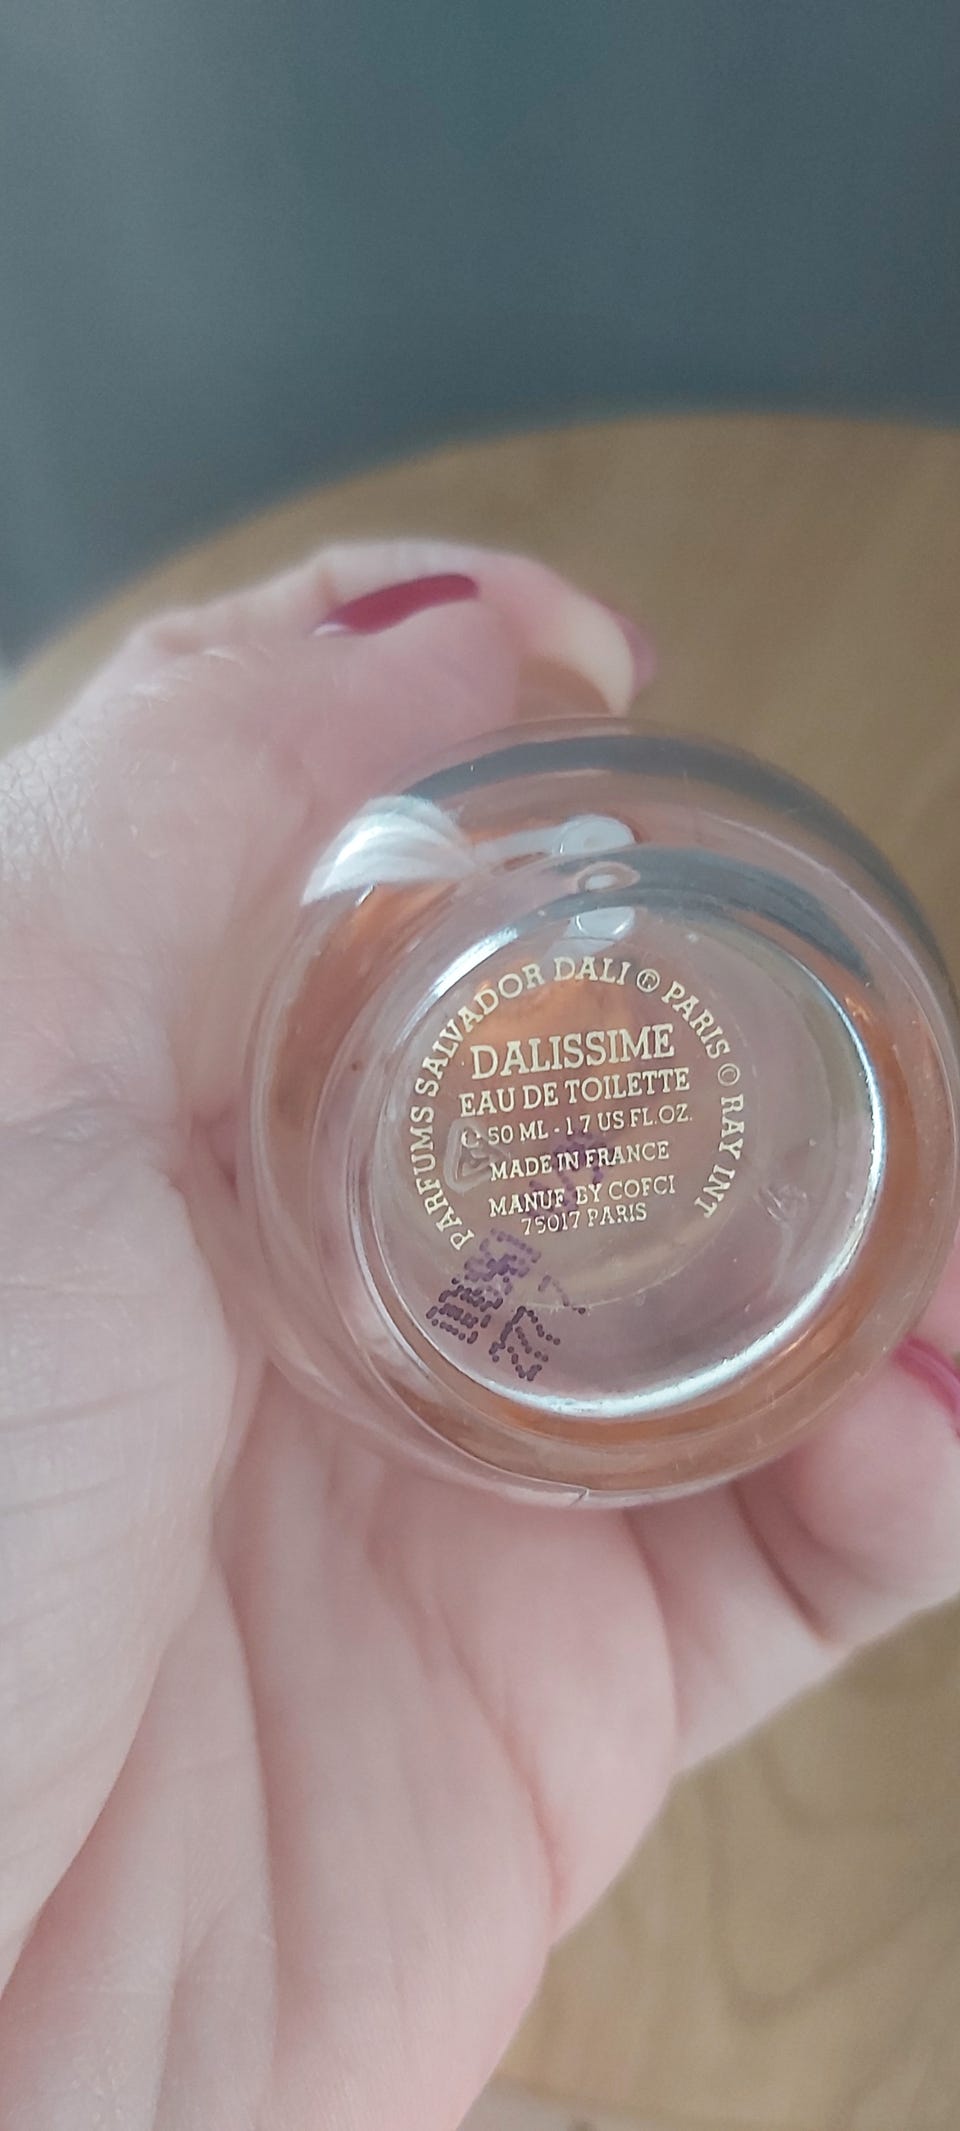 PARFUMS SALVADOR DALI ® PARIS © RAY INT
DALISSIME
EAU DE TOILETTE
50 ML - 1 7 US FL.OZ.
MADE IN FRANCE
MANUF BY COFCI
75017 PARIS